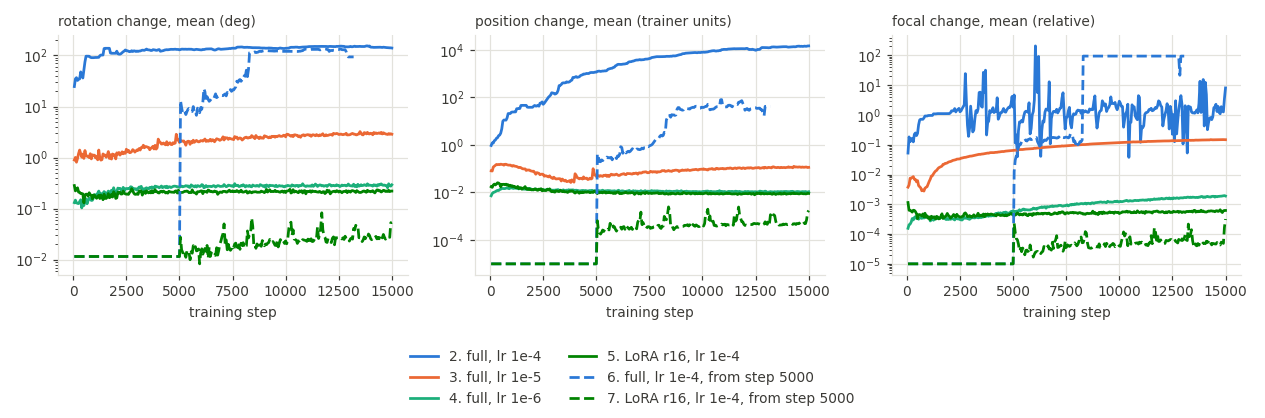 rotation change, mean (deg)
10²
10¹
10⁰
10⁻¹
10⁻²
0 2500 5000 7500 10000 12500 15000
training step
position change, mean (trainer units)
10⁴
10²
10⁰
10⁻²
10⁻⁴
0 2500 5000 7500 10000 12500 15000
training step
focal change, mean (relative)
10²
10¹
10⁰
10⁻¹
10⁻²
10⁻³
10⁻⁴
10⁻⁵
0 2500 5000 7500 10000 12500 15000
training step
2. full, lr 1e-4
3. full, lr 1e-5
4. full, lr 1e-6
5. LoRA r16, lr 1e-4
6. full, lr 1e-4, from step 5000
7. LoRA r16, lr 1e-4, from step 5000